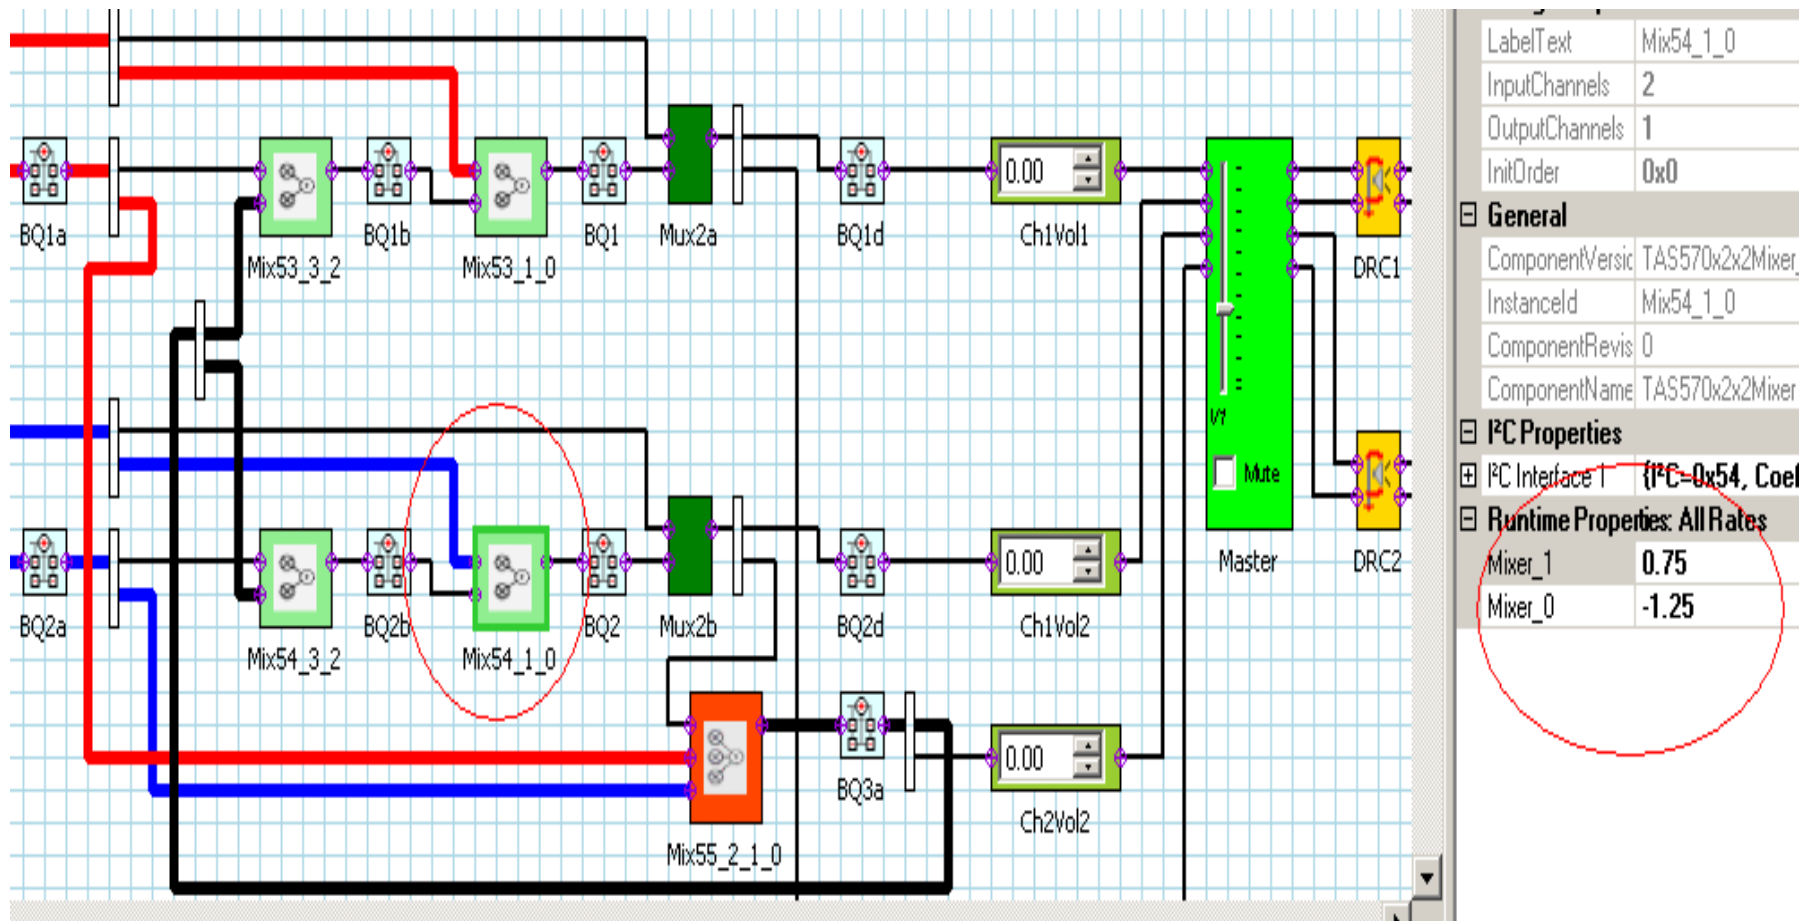 LabelText Mix54_1_0
InputChannels 2
OutputChannels 1
InitOrder 0x0
General
ComponentVersic TAS570x2x2Mixer_
InstanceId Mix54_1_0
ComponentRevis 0
ComponentName TAS570x2x2Mixer
I²C Properties
I²C Interface 1 {I²C=0x54, Coef
Runtime Properties: All Rates
Mixer_1 0.75
Mixer_0 -1.25
0.00
BQ1a BQ1b BQ1 Mux2a BQ1d Ch1Vol1
Mix53_3_2 Mix53_1_0 DRC1
V1
Mute
0.00
Master DRC2
BQ2a BQ2b BQ2 Mux2b BQ2d Ch1Vol2
Mix54_3_2 Mix54_1_0
0.00
BQ3a
Ch2Vol2
Mix55_2_1_0